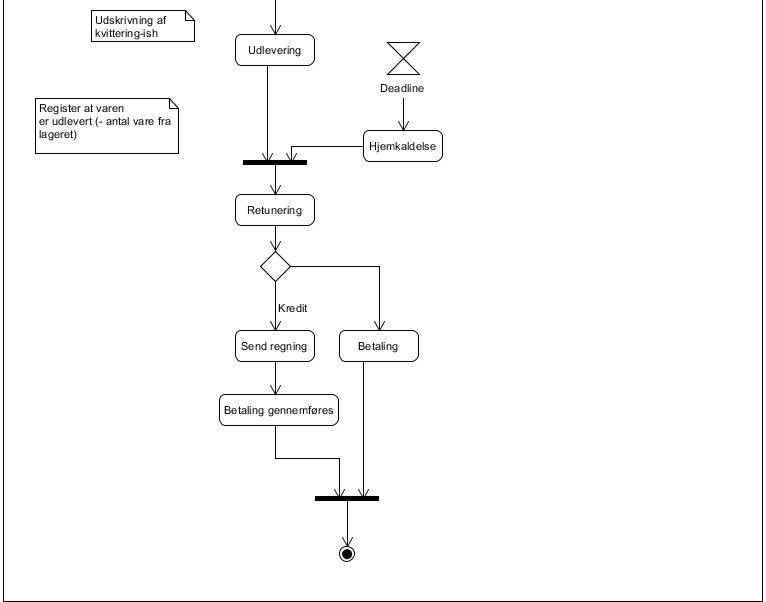 Udskrivning af
kvittering-ish
Udlevering
Deadline
Register at varen
er udlevert (- antal vare fra
lageret)
Hjemkaldelse
Retunering
Kredit
Send regning
Betaling
Betaling gennemføres